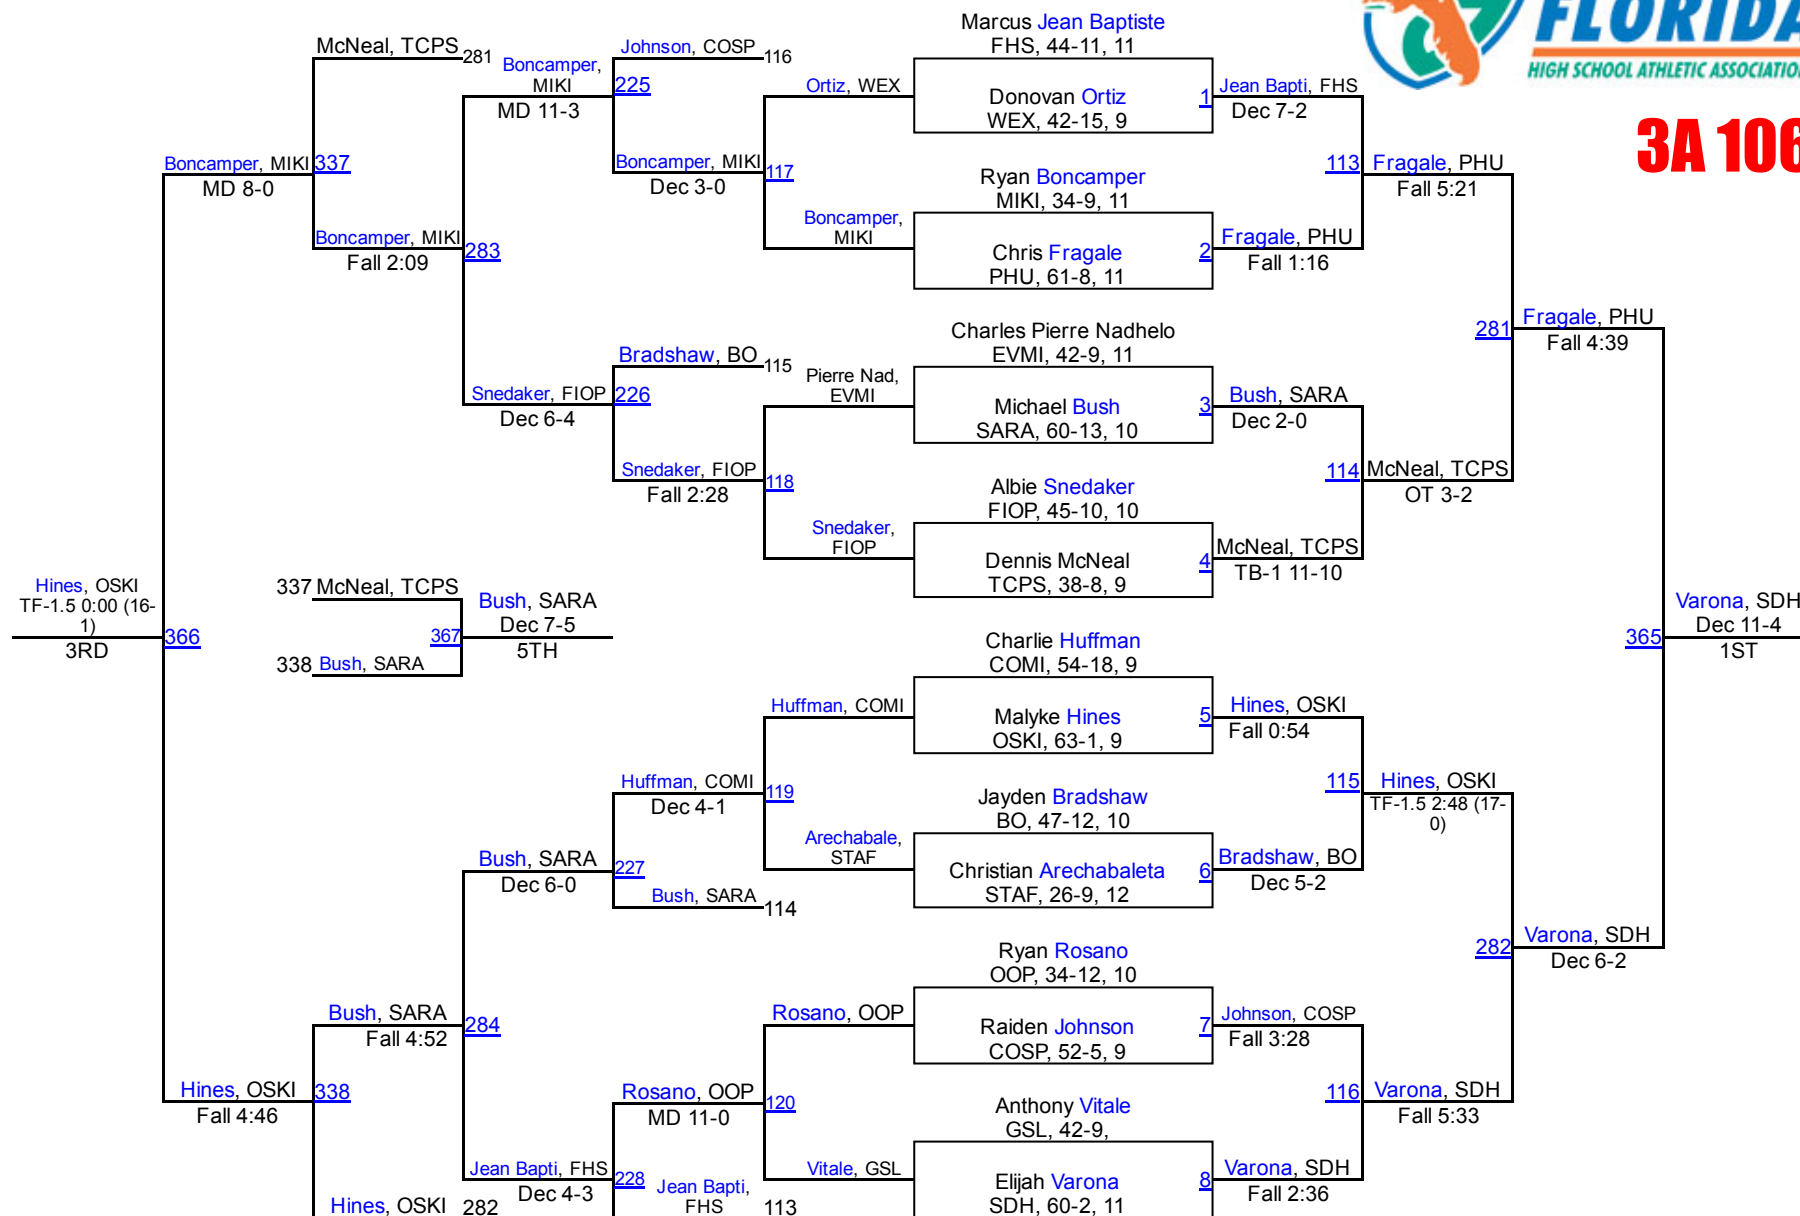 FLORIDA
HIGH SCHOOL ATHLETIC ASSOCIATION
3A 106
McNeal, TCPS
281
Boncamper,
MIKI
MD 11-3
Johnson, COSP
116
225
Boncamper, MIKI
Dec 3-0
117
Ortiz, WEX
Boncamper,
MIKI
Marcus Jean Baptiste
FHS, 44-11, 11
Donovan Ortiz
WEX, 42-15, 9
1
Jean Bapti, FHS
Dec 7-2
Ryan Boncamper
MIKI, 34-9, 11
Chris Fragale
PHU, 61-8, 11
2
Fragale, PHU
Fall 1:16
113
Fragale, PHU
Fall 5:21
Boncamper, MIKI
MD 8-0
337
Boncamper, MIKI
Fall 2:09
283
Snedaker, FIOP
Dec 6-4
Bradshaw, BO
115
226
Snedaker, FIOP
Fall 2:28
118
Pierre Nad,
EVMI
Snedaker,
FIOP
Charles Pierre Nadhelo
EVMI, 42-9, 11
Michael Bush
SARA, 60-13, 10
3
Bush, SARA
Dec 2-0
Albie Snedaker
FIOP, 45-10, 10
Dennis McNeal
TCPS, 38-8, 9
4
McNeal, TCPS
TB-1 11-10
114
McNeal, TCPS
OT 3-2
281
Fragale, PHU
Fall 4:39
Hines, OSKI
TF-1.5 0:00 (16-
1)
3RD
366
337 McNeal, TCPS
338 Bush, SARA
367
Bush, SARA
Dec 7-5
5TH
365
Varona, SDH
Dec 11-4
1ST
Charlie Huffman
COMI, 54-18, 9
Malyke Hines
OSKI, 63-1, 9
5
Hines, OSKI
Fall 0:54
Huffman, COMI
Huffman, COMI
Dec 4-1
119
Arechabale,
STAF
Jayden Bradshaw
BO, 47-12, 10
Christian Arechabaleta
STAF, 26-9, 12
6
Bradshaw, BO
Dec 5-2
115
Hines, OSKI
TF-1.5 2:48 (17-
0)
Bush, SARA
Dec 6-0
227
Bush, SARA
114
282
Varona, SDH
Dec 6-2
Bush, SARA
Fall 4:52
284
Rosano, OOP
Ryan Rosano
OOP, 34-12, 10
Raiden Johnson
COSP, 52-5, 9
7
Johnson, COSP
Fall 3:28
Hines, OSKI
Fall 4:46
338
Rosano, OOP
MD 11-0
120
Anthony Vitale
GSL, 42-9,
Elijah Varona
SDH, 60-2, 11
8
Varona, SDH
Fall 2:36
116
Varona, SDH
Fall 5:33
Vitale, GSL
Jean Bapti, FHS
Dec 4-3
228
Jean Bapti,
FHS
113
Hines, OSKI
282